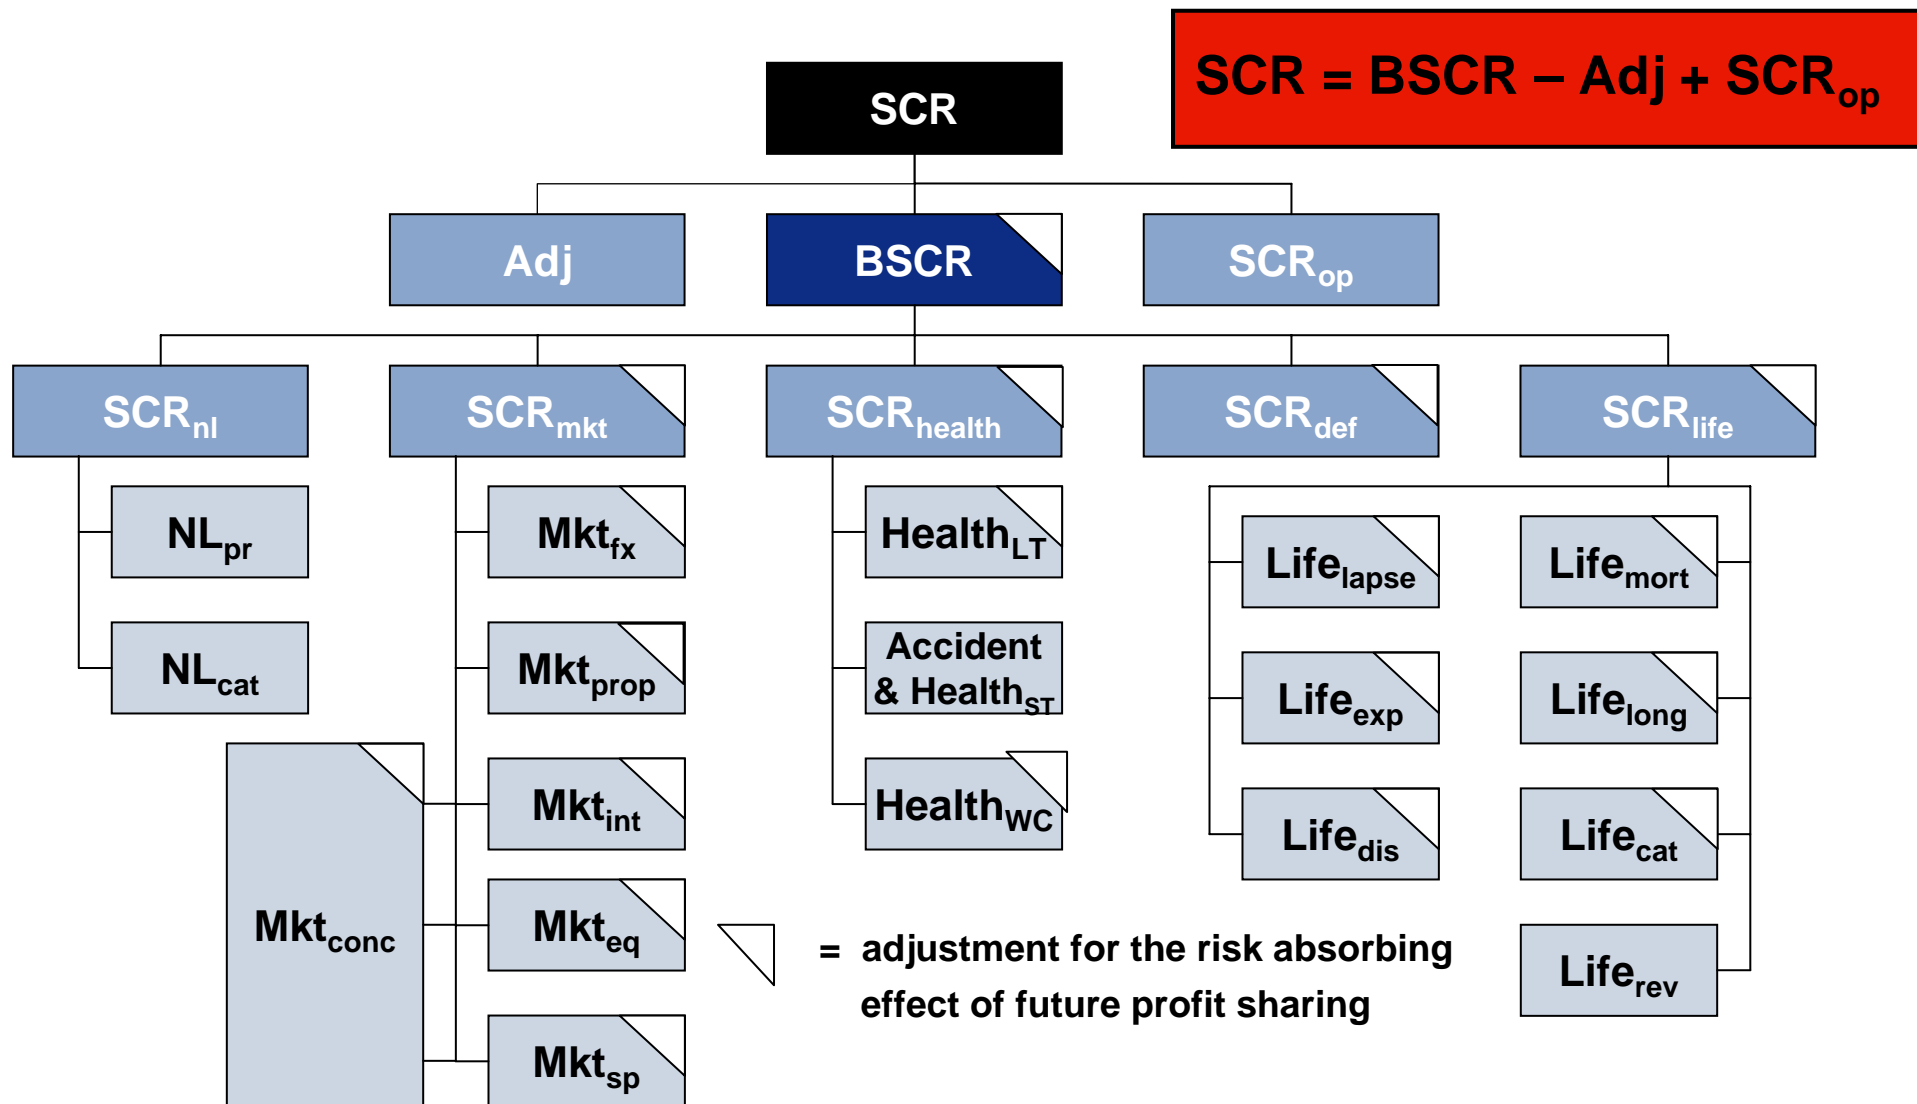 SCR = BSCR – Adj + SCRop
SCR
Adj
BSCR
SCRop
SCRnl
SCRmkt
SCRhealth
SCRdef
SCRlife
NLpr
NLcat
Mktfx
Mktprop
Mktint
Mkteq
Mktsp
Mktconc
HealthLT
Accident
& HealthST
HealthWC
Lifelapse
Lifeexp
Lifedis
Lifemort
Lifelong
Lifecat
Liferev
= adjustment for the risk absorbing
effect of future profit sharing